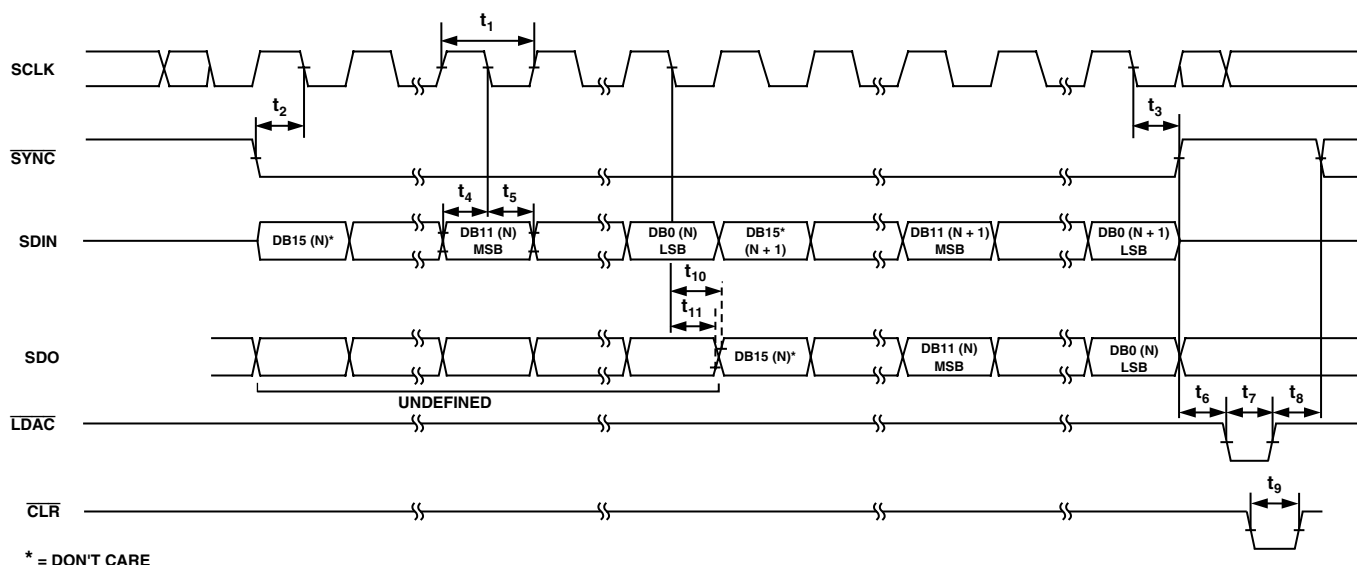 t1
SCLK
t2
t3
SYNC
t4
t5
SDIN
DB15 (N)*
DB11 (N)
MSB
DB0 (N)
LSB
DB15*
(N + 1)
DB11 (N + 1)
MSB
DB0 (N + 1)
LSB
t10
t11
SDO
DB15 (N)*
DB11 (N)
MSB
DB0 (N)
LSB
UNDEFINED
t6
t7
t8
LDAC
t9
CLR
* = DON'T CARE